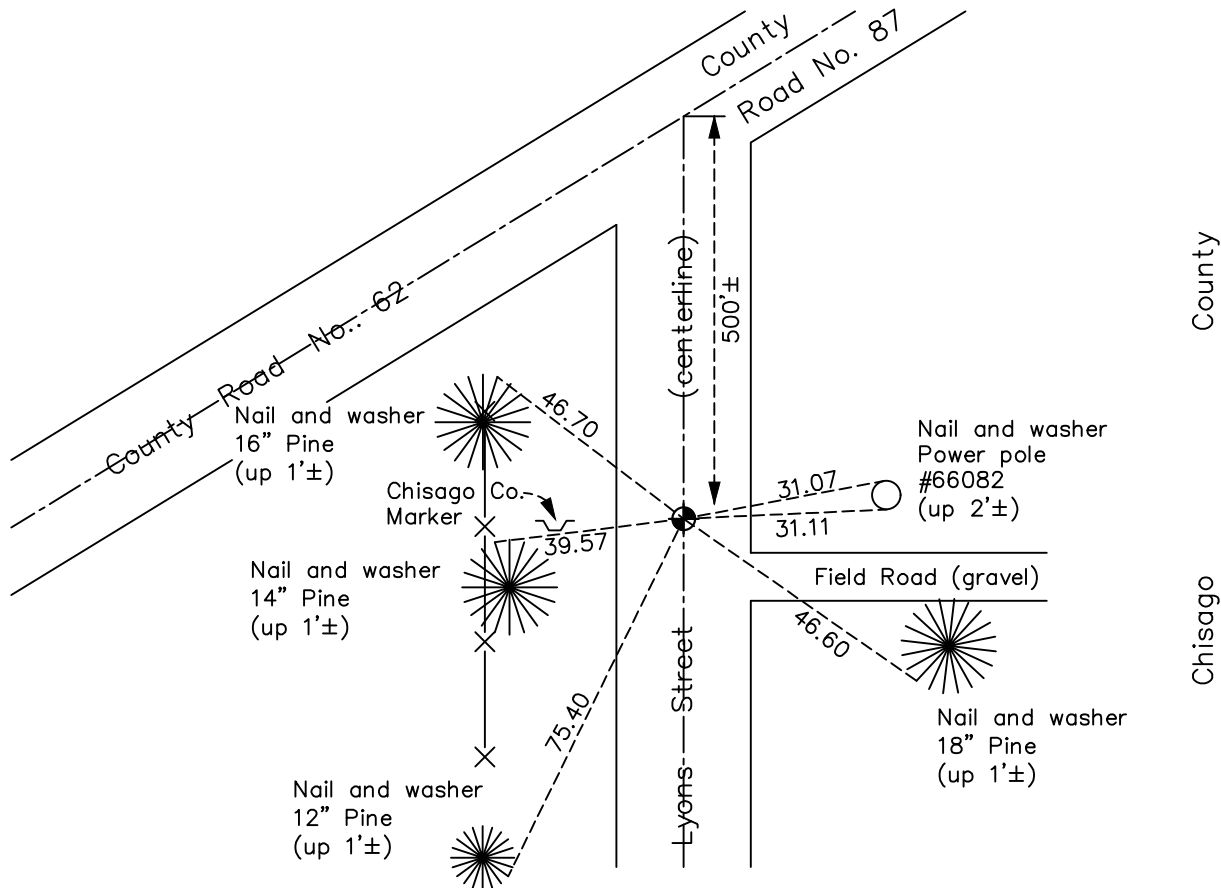 County
Road No. 87
County Road No.: 62
(centerline)
500'±
County
Nail and washer
16" Pine
(up 1'±)
46.70
Nail and washer
Power pole
#66082
(up 2'±)
31.07
31.11
Chisago Co.
Marker
39.57
Nail and washer
14" Pine
(up 1'±)
Field Road (gravel)
Chisago
46.60
Lyons Street
75.40
Nail and washer
18" Pine
(up 1'±)
Nail and washer
12" Pine
(up 1'±)